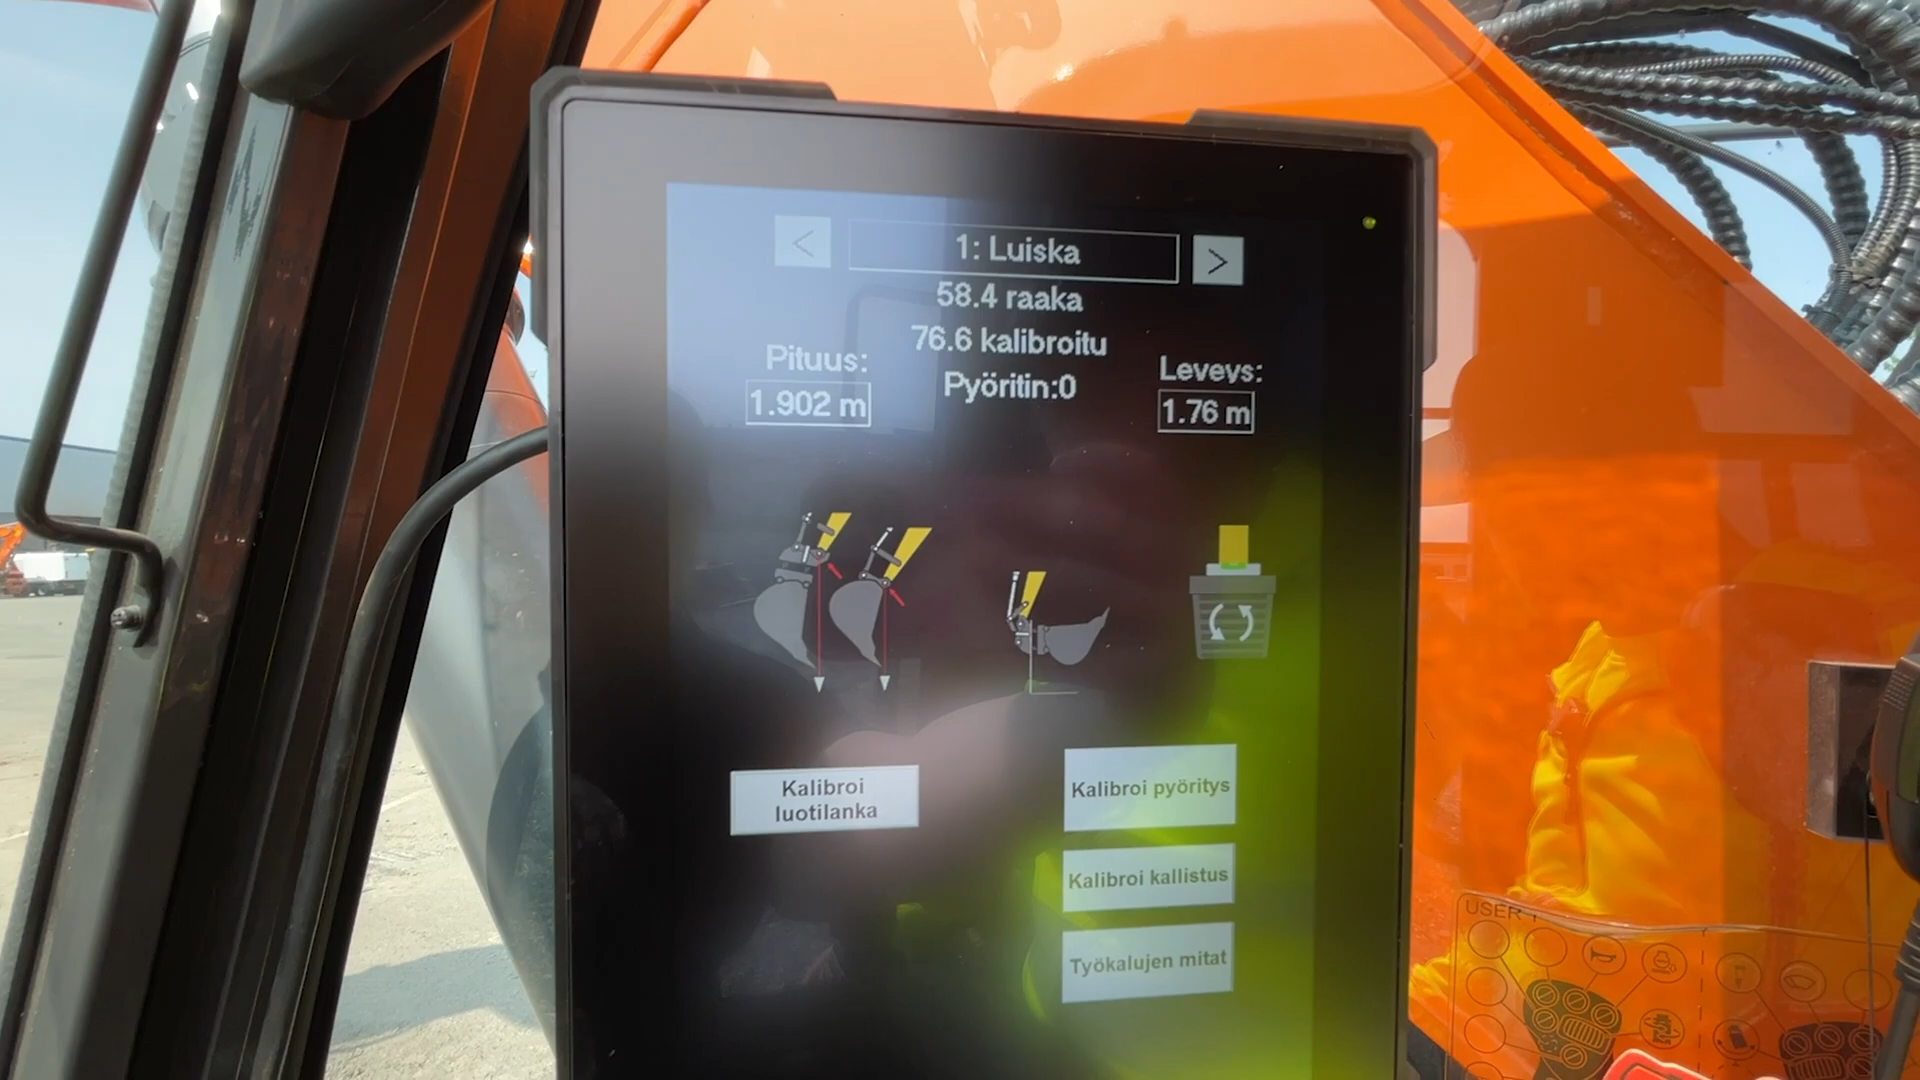 <
1: Luiska
>
58.4 raaka
76.6 kalibroitu
Pituus:
Leveys:
1.902 m
Pyöritin:0
1.76 m
Kalibroi
luotilanka
Kalibroi pyöritys
Kalibroi kallistus
Työkalujen mitat
USER 1